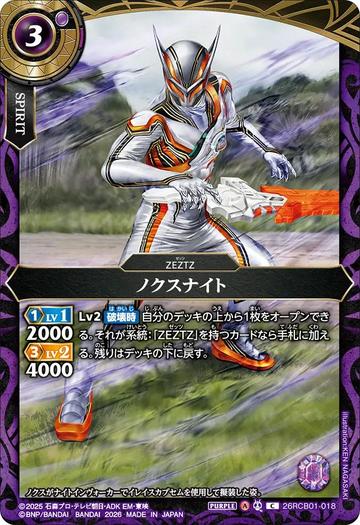 3
SPIRIT
ゼッツ
ZEZTZ
ノクスナイト
1 LV1
2000
3 LV2
4000
Lv2 破壊時 自分のデッキの上から1枚をオープンでき
る。それが系統:「ZEZTZ」を持つカードなら手札に加え
る。残りはデッキの下に戻す。
Illustration:KEN NAGASAKI
ノクスがナイトインヴォーカーでイレイスカプセムを使用して擬装した姿。
©2025 石森プロ・テレビ朝日・ADK EM・東映
©BNP/BANDAI BANDAI 2026 MADE IN JAPAN
PURPLE A C 26RCB01-018